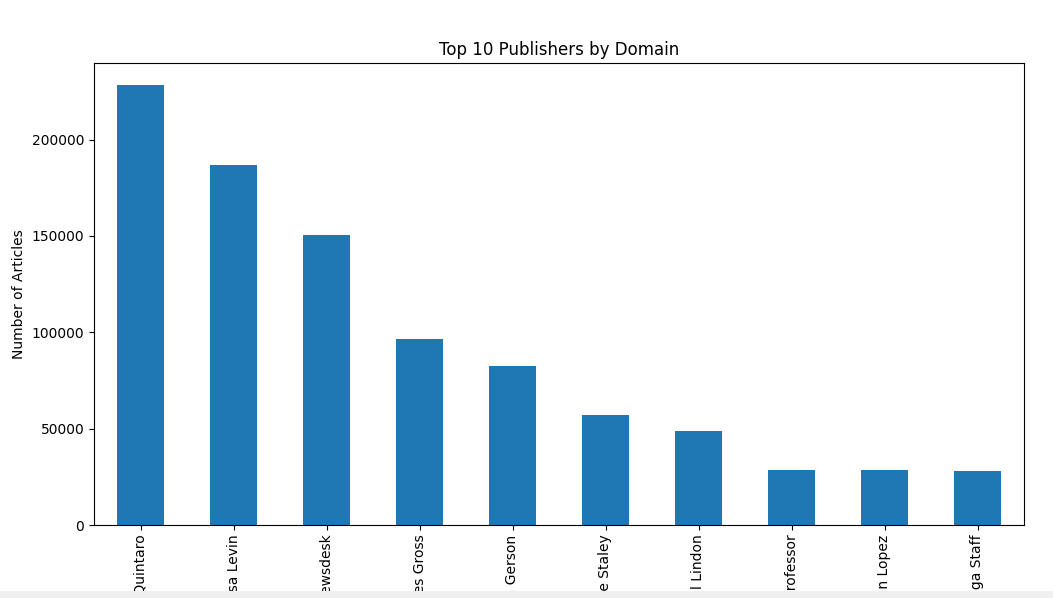 Top 10 Publishers by Domain
Number of Articles
200000
150000
100000
50000
0
Quintaro
sa Levin
ewsdesk
es Gross
Gerson
e Staley
l Lindon
rofessor
n Lopez
ga Staff